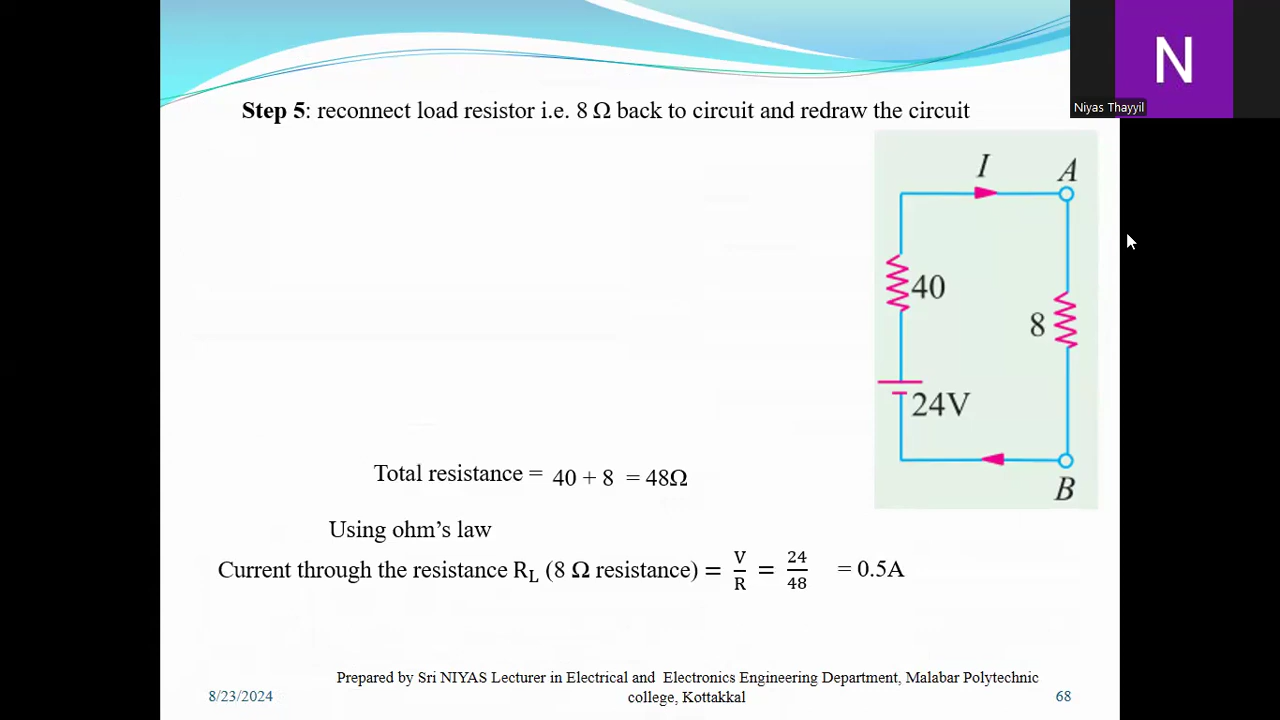 N
Niyas Thayyil
Step 5: reconnect load resistor i.e. 8 Ω back to circuit and redraw the circuit
I
A
40
8
24V
B
Total resistance = 40 + 8 = 48Ω
Using ohm's law
Current through the resistance R_L (8 Ω resistance) = V/R = 24/48 = 0.5A
Prepared by Sri NIYAS Lecturer in Electrical and Electronics Engineering Department, Malabar Polytechnic
college, Kottakkal
8/23/2024
68